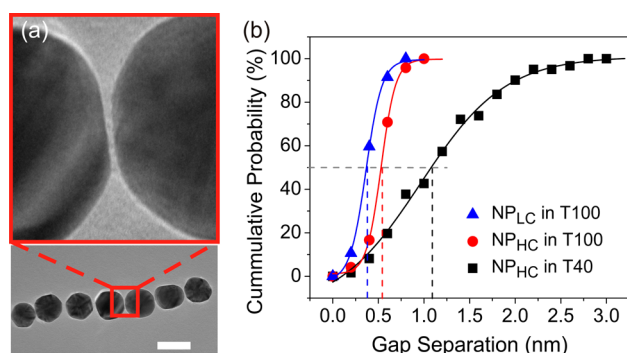 (a)
(b)
100
80
60
40
20
0
Cummulative Probability (%)
0.0 0.5 1.0 1.5 2.0 2.5 3.0
Gap Separation (nm)
NPLC in T100
NPHC in T100
NPHC in T40